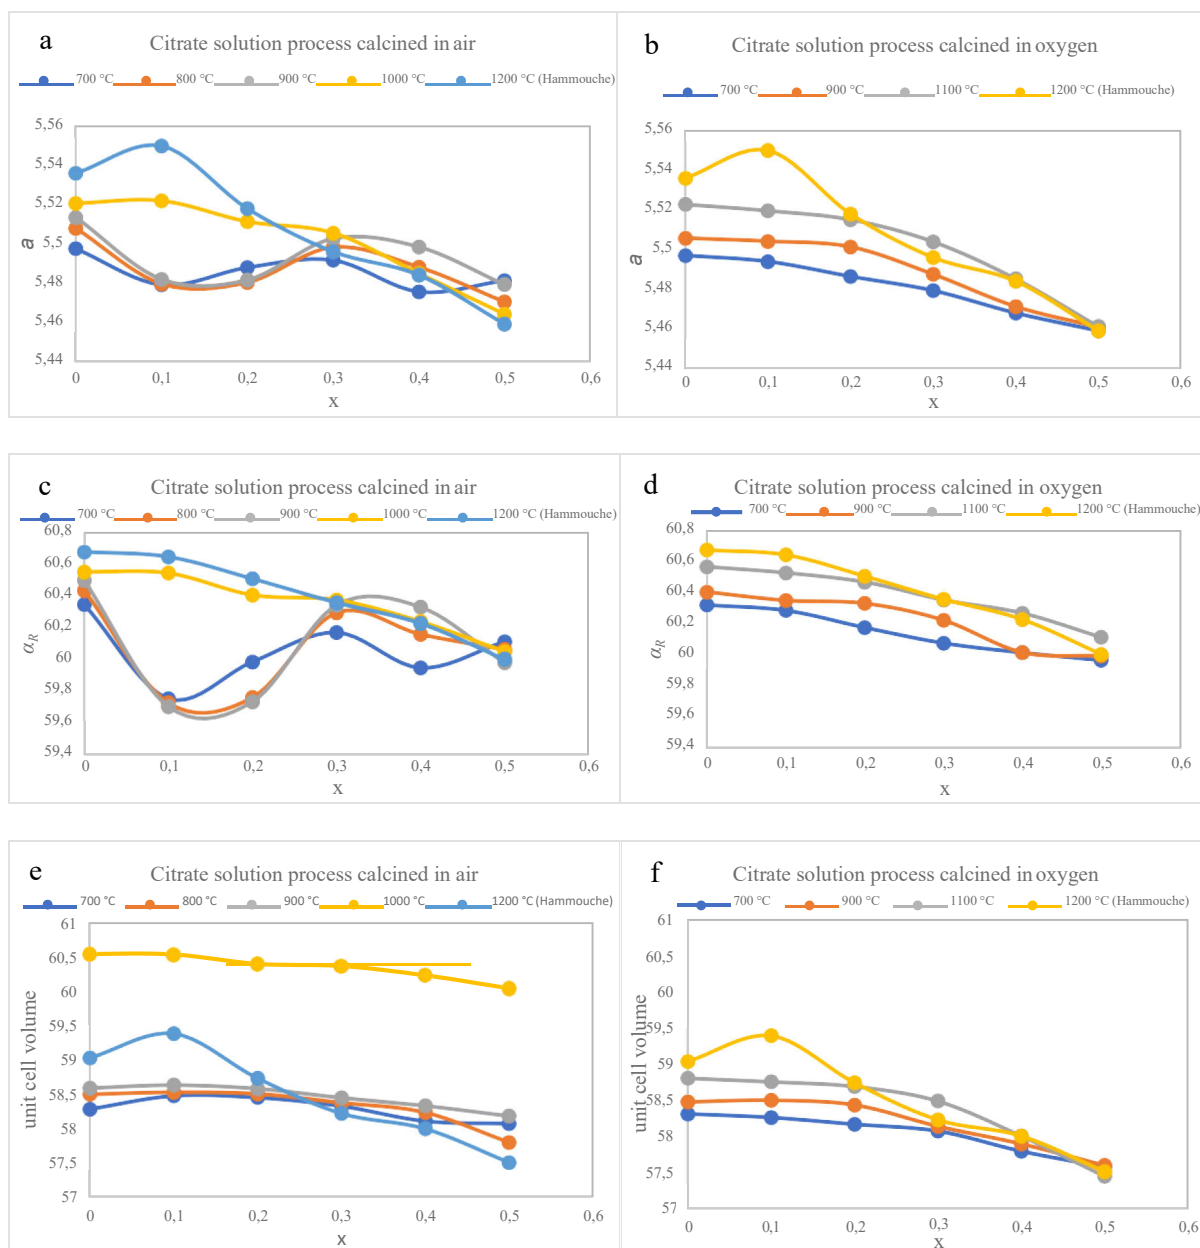 a
Citrate solution process calcined in air
700 °C 800 °C 900 °C 1000 °C 1200 °C (Hammouche)
5,56
5,54
5,52
5,5
5,48
5,46
5,44
a
0 0,1 0,2 0,3 0,4 0,5 0,6
x
b
Citrate solution process calcined in oxygen
700 °C 900 °C 1100 °C 1200 °C (Hammouche)
5,56
5,54
5,52
5,5
5,48
5,46
5,44
a
0 0,1 0,2 0,3 0,4 0,5 0,6
x
c
Citrate solution process calcined in air
700 °C 800 °C 900 °C 1000 °C 1200 °C (Hammouche)
60,8
60,6
60,4
60,2
60
59,8
59,6
59,4
αR
0 0,1 0,2 0,3 0,4 0,5 0,6
x
d
Citrate solution process calcined in oxygen
700 °C 900 °C 1100 °C 1200 °C (Hammouche)
60,8
60,6
60,4
60,2
60
59,8
59,6
59,4
αR
0 0,1 0,2 0,3 0,4 0,5 0,6
x
e
Citrate solution process calcined in air
700 °C 800 °C 900 °C 1000 °C 1200 °C (Hammouche)
61
60,5
60
59,5
59
58,5
58
57,5
57
unit cell volume
0 0,1 0,2 0,3 0,4 0,5 0,6
x
f
Citrate solution process calcined in oxygen
700 °C 900 °C 1100 °C 1200 °C (Hammouche)
61
60,5
60
59,5
59
58,5
58
57,5
57
unit cell volume
0 0,1 0,2 0,3 0,4 0,5 0,6
x